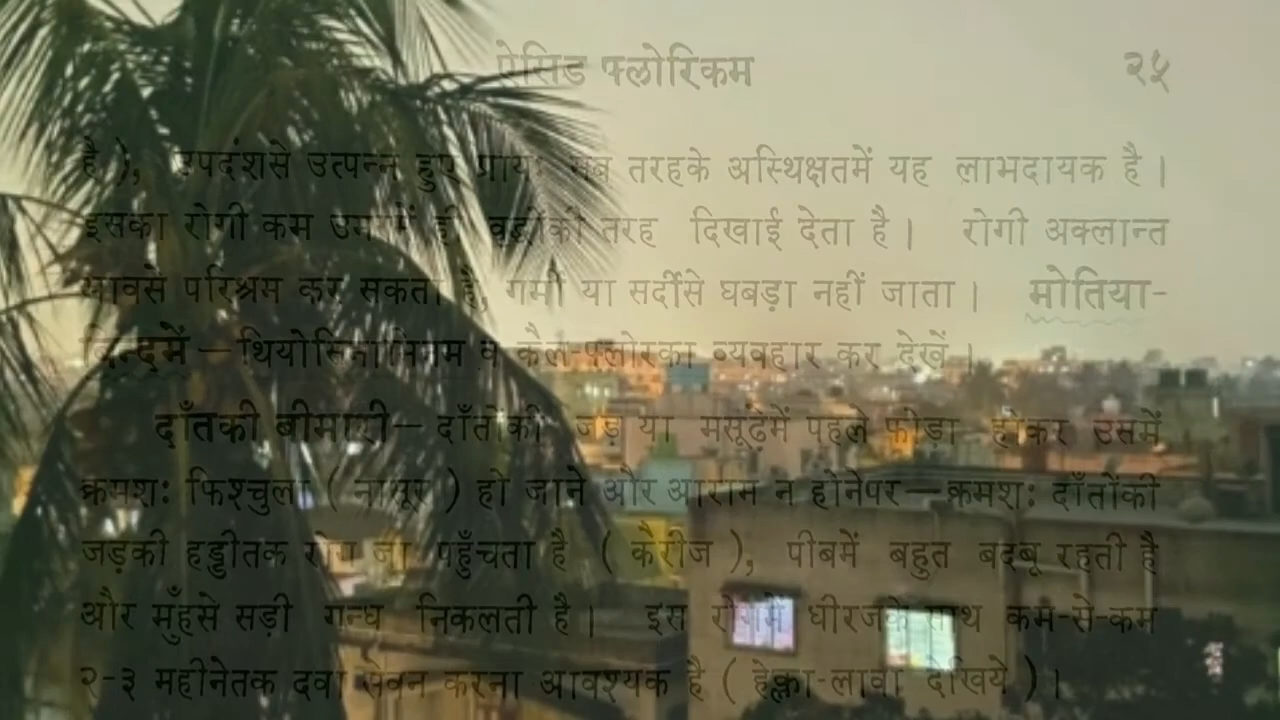 ऐसिड फ्लोरिकम २५
है ), उपदंशसे उत्पन्न हुए प्रायः सब तरहके अस्थिक्षतमें यह लाभदायक है ।
इसका रोगी कम उम्र में ही की तरह दिखाई देता है । रोगी अक्लान्त
भावसे परिश्रम कर सकता है, गर्मी या सर्दीसे घबड़ा नहीं जाता । मोतिया-
बिन्दमें — थियोसिनामिनम व कैल-फ्लोरका व्यवहार कर देखें ।
दाँतकी बीमारी — दाँतोंकी जड़ या मसूढ़ेमें पहले फोड़ा होकर उसमें
क्रमशः फिश्चुला ( नासूर ) हो जाने और आराम न होनेपर — क्रमशः दाँतोंकी
जड़की हड्डीतक रोग जा पहुँचता है ( कैरीज ), पीबमें बहुत बदबू रहती है
और मुँहसे सड़ी गन्ध निकलती है । इस रोगमें धीरजके साथ कम-से-कम
२-३ महीनेतक दवा सेवन करना आवश्यक है ( हेक्ला-लावा देखिये ) ।